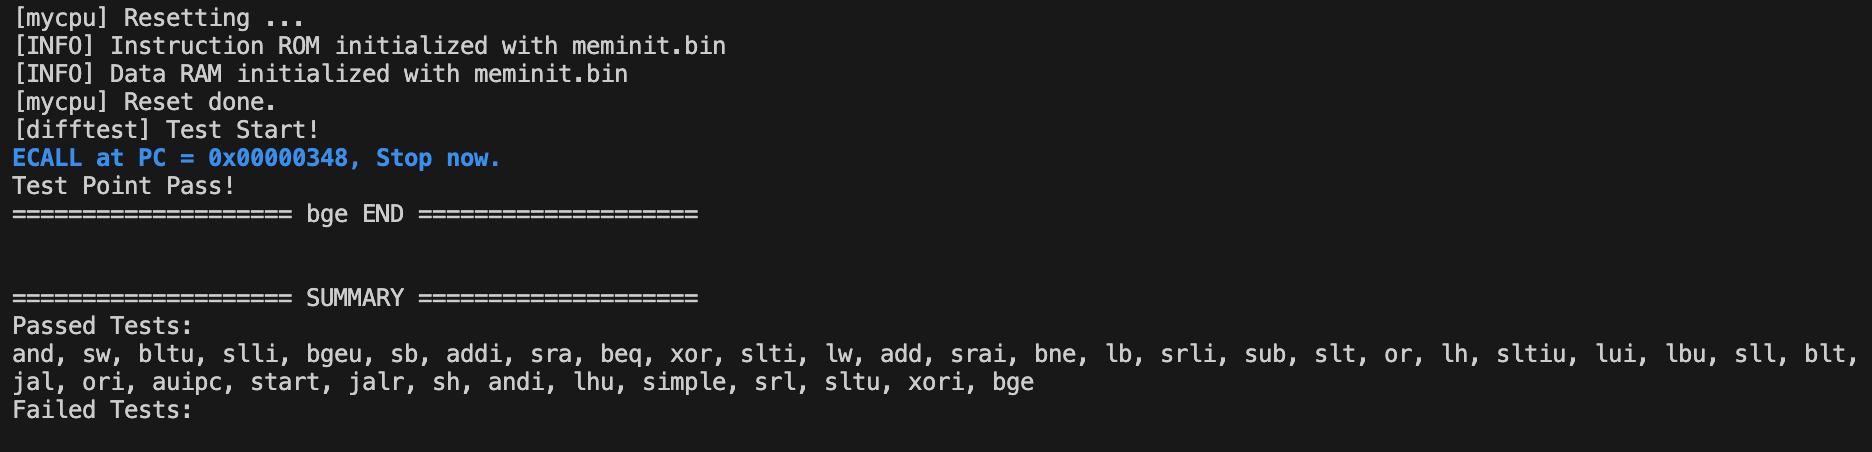 [mycpu] Resetting ...
[INFO] Instruction ROM initialized with meminit.bin
[INFO] Data RAM initialized with meminit.bin
[mycpu] Reset done.
[difftest] Test Start!
ECALL at PC = 0x00000348, Stop now.
Test Point Pass!
==================== bge END ====================
==================== SUMMARY ====================
Passed Tests:
and, sw, bltu, slli, bgeu, sb, addi, sra, beq, xor, slti, lw, add, srai, bne, lb, srli, sub, slt, or, lh, sltiu, lui, lbu, sll, blt,
jal, ori, auipc, start, jalr, sh, andi, lhu, simple, srl, sltu, xori, bge
Failed Tests: